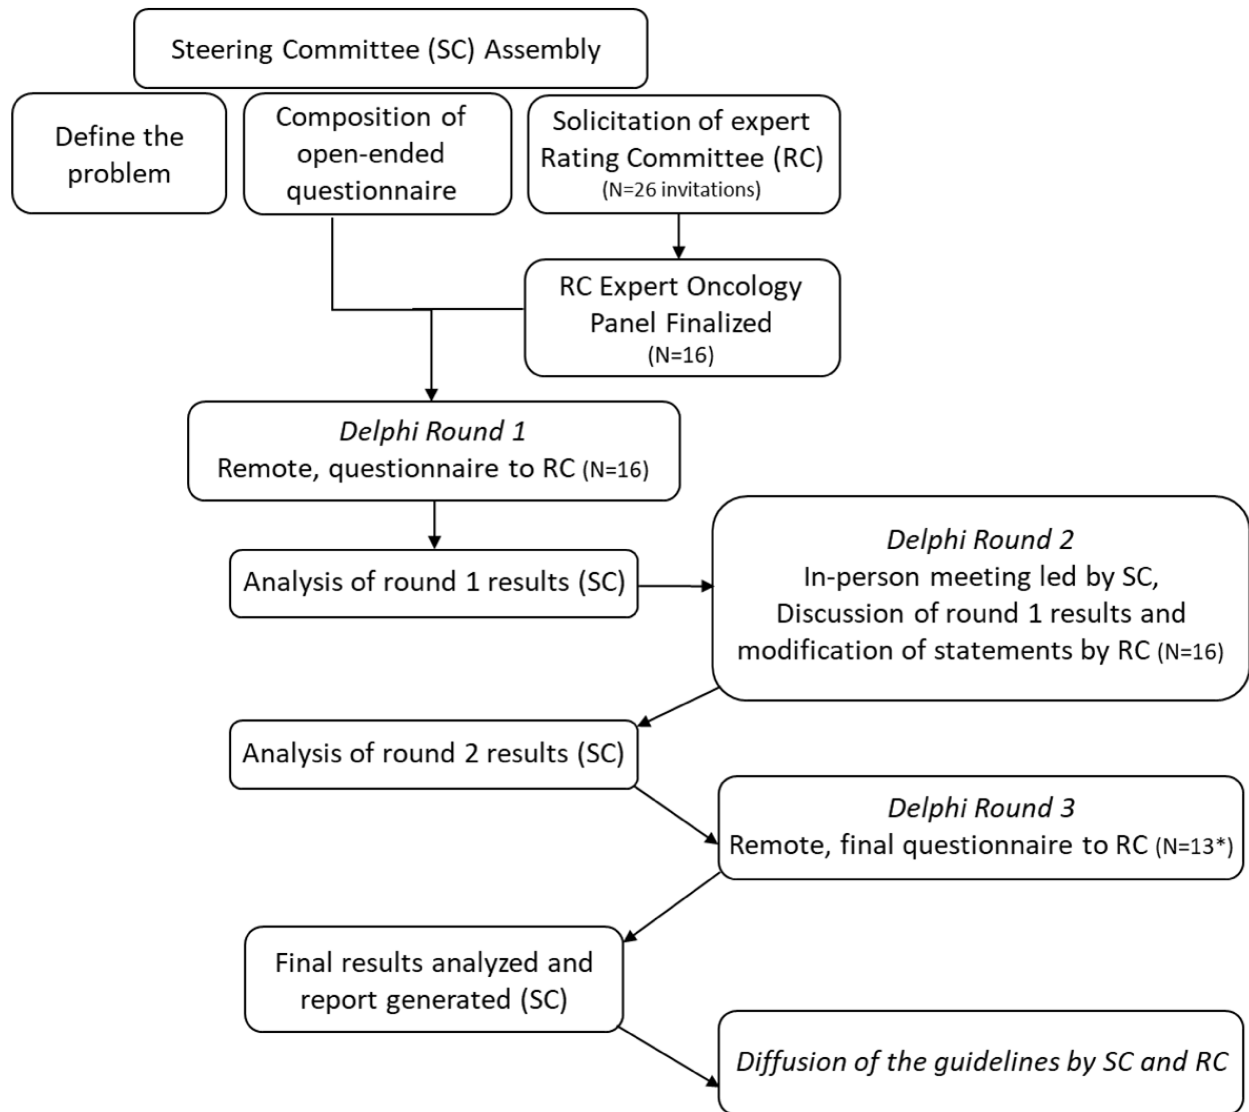 Steering Committee (SC) Assembly
Define the
problem
Composition of
open-ended
questionnaire
Solicitation of expert
Rating Committee (RC)
(N=26 invitations)
RC Expert Oncology
Panel Finalized
(N=16)
Delphi Round 1
Remote, questionnaire to RC (N=16)
Analysis of round 1 results (SC)
Delphi Round 2
In-person meeting led by SC,
Discussion of round 1 results and
modification of statements by RC (N=16)
Analysis of round 2 results (SC)
Delphi Round 3
Remote, final questionnaire to RC (N=13*)
Final results analyzed and
report generated (SC)
Diffusion of the guidelines by SC and RC